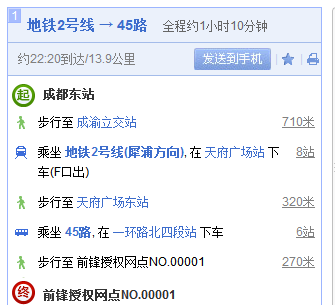 1
地铁2号线 → 45路 全程约1小时10分钟
约22:20到达/13.9公里 发送到手机
起 成都东站
步行至 成渝立交站 710米
乘坐 地铁2号线(犀浦方向), 在 天府广场站 下 8站
车(F口出)
步行至 天府广场东站 320米
乘坐 45路, 在 一环路北四段站 下车 6站
步行至 前锋授权网点NO.00001 270米
终 前锋授权网点NO.00001